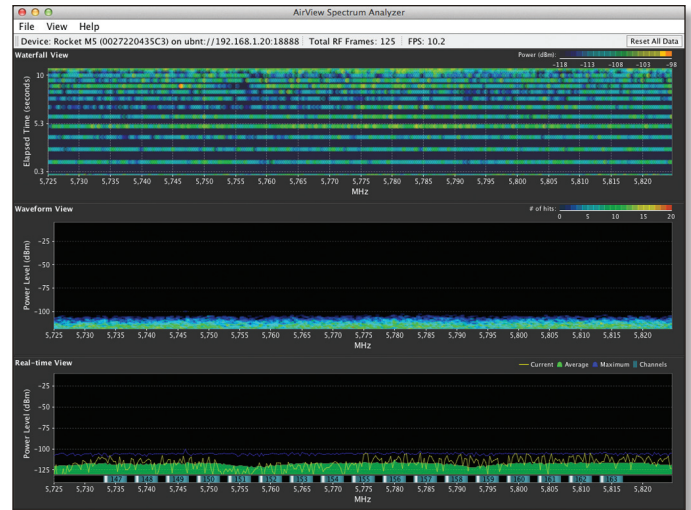 AirView Spectrum Analyzer
File View Help
Device: Rocket M5 (0027220435C3) on ubnt://192.168.1.20:18888 Total RF Frames: 125 FPS: 10.2 Reset All Data
Waterfall View Power (dBm):
-118 -113 -108 -103 -98
Elapsed Time (seconds)
10
5.3
0.3
5,725 5,730 5,735 5,740 5,745 5,750 5,755 5,760 5,765 5,770 5,775 5,780 5,785 5,790 5,795 5,800 5,805 5,810 5,815 5,820
MHz
Waveform View # of hits:
0 5 10 15 20
Power Level (dBm)
-25
-50
-75
-100
5,725 5,730 5,735 5,740 5,745 5,750 5,755 5,760 5,765 5,770 5,775 5,780 5,785 5,790 5,795 5,800 5,805 5,810 5,815 5,820
MHz
Real-time View Current Average Maximum Channels
Power Level (dBm)
-25
-50
-75
-100
-125
147 148 149 150 151 152 153 154 155 156 157 158 159 160 161 162 163
5,725 5,730 5,735 5,740 5,745 5,750 5,755 5,760 5,765 5,770 5,775 5,780 5,785 5,790 5,795 5,800 5,805 5,810 5,815 5,820
MHz